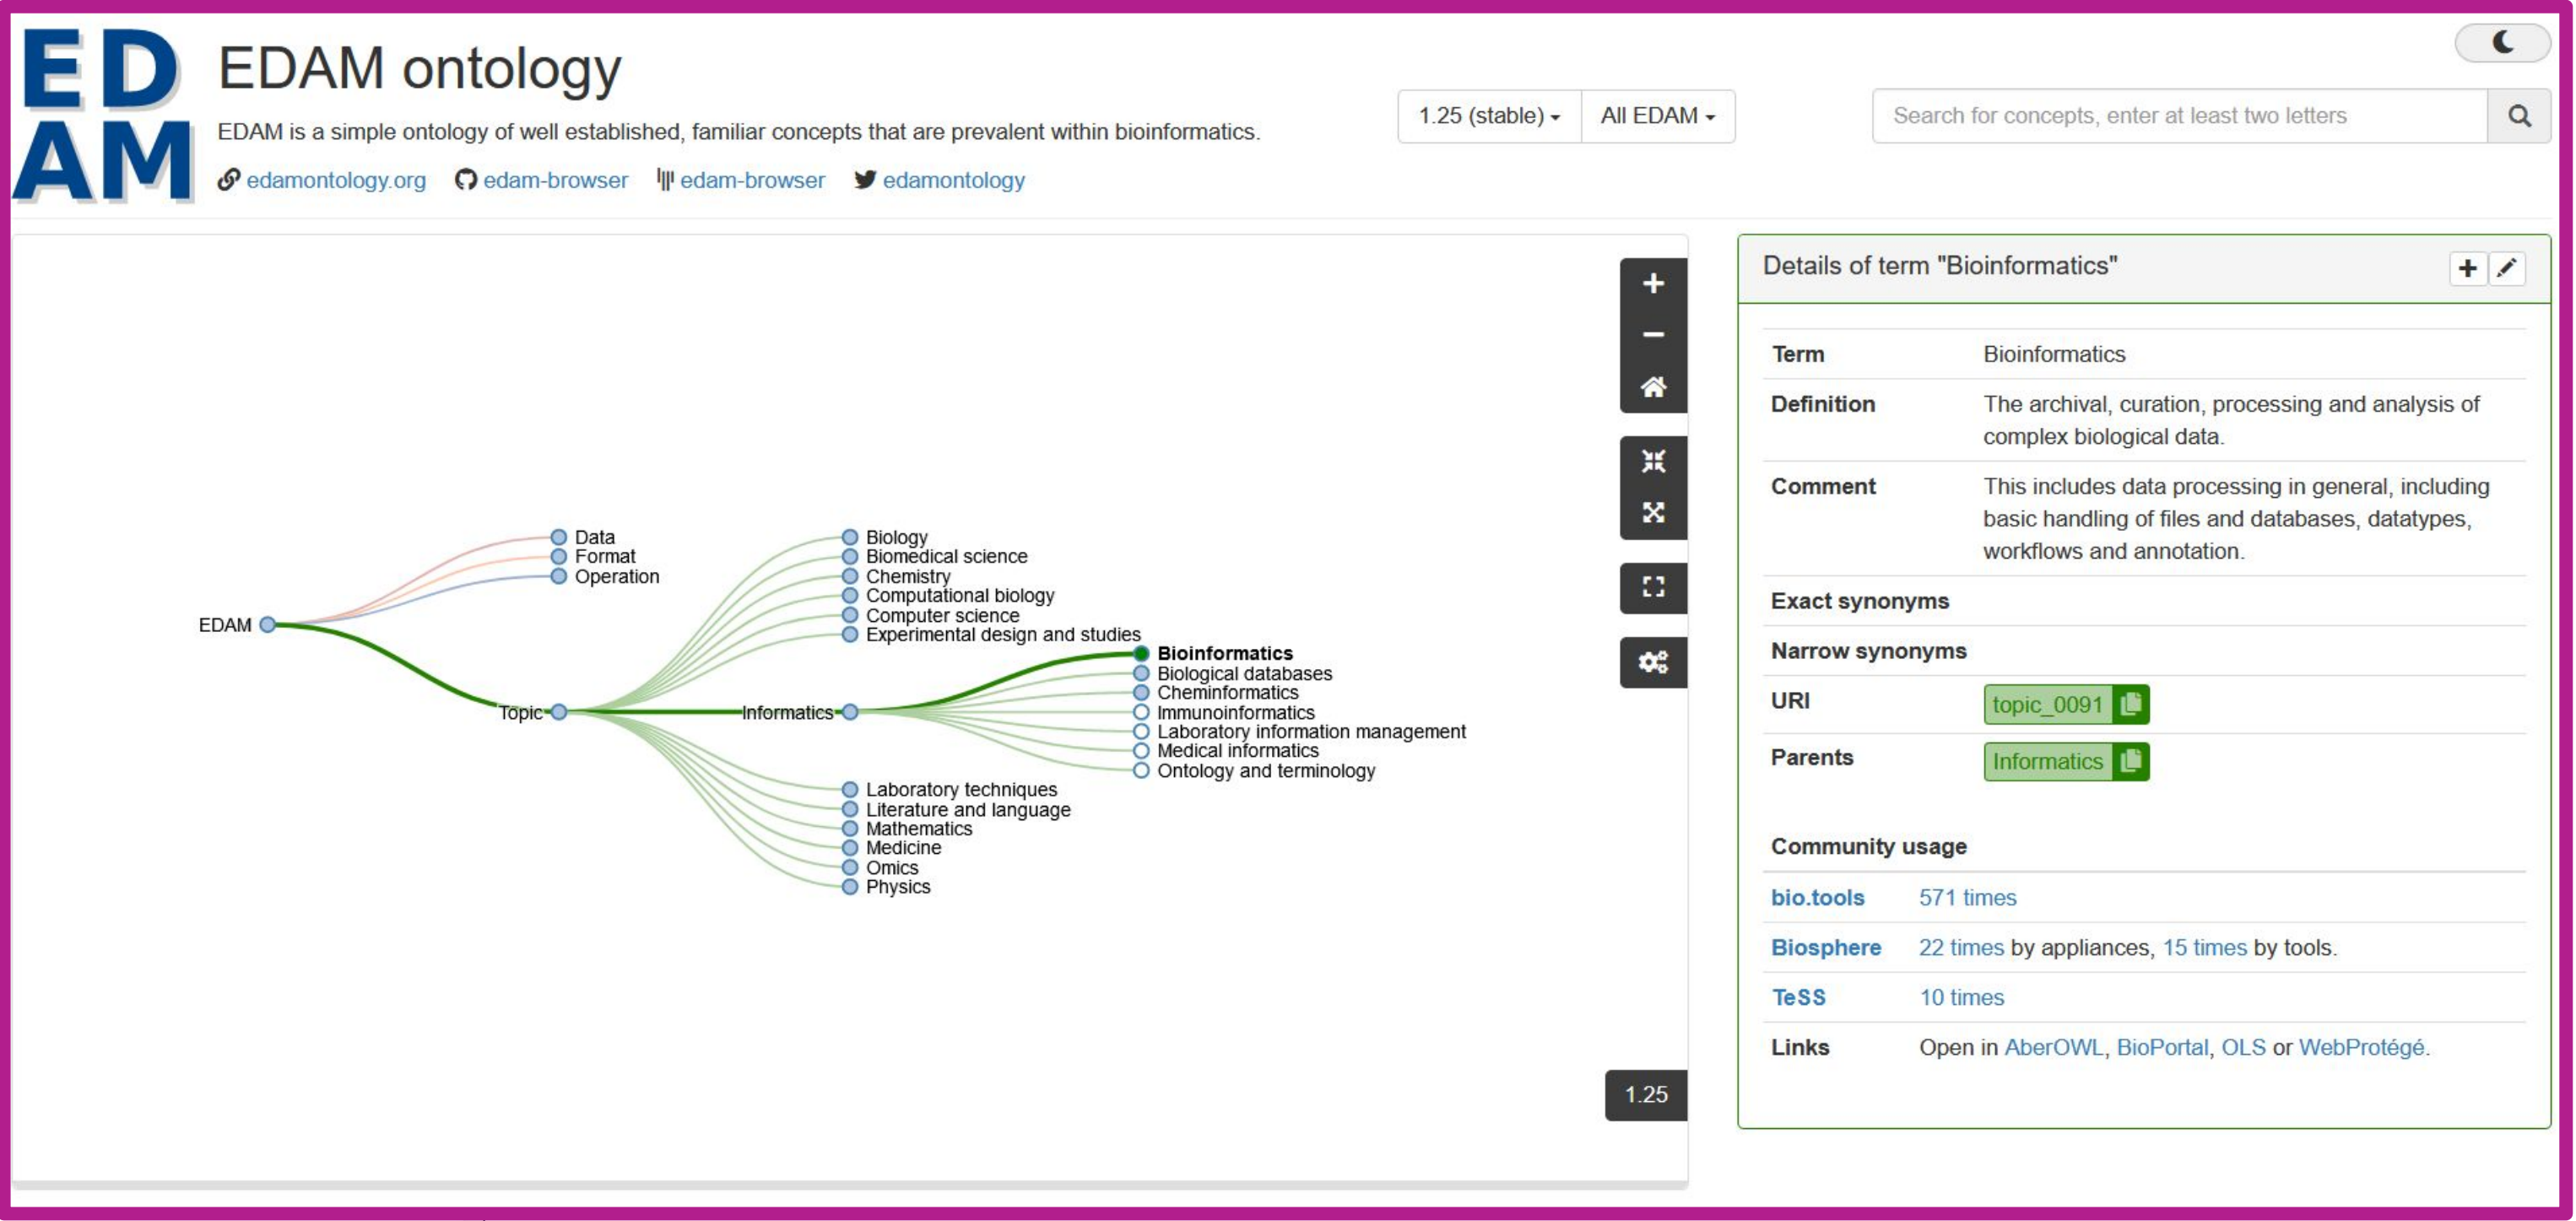 ED
AM
EDAM ontology
EDAM is a simple ontology of well established, familiar concepts that are prevalent within bioinformatics.
edamontology.org edam-browser edam-browser edamontology
1.25 (stable) All EDAM
Search for concepts, enter at least two letters
EDAM
Data
Format
Operation
Topic
Biology
Biomedical science
Chemistry
Computational biology
Computer science
Experimental design and studies
Informatics
Bioinformatics
Biological databases
Cheminformatics
Immunoinformatics
Laboratory information management
Medical informatics
Ontology and terminology
Laboratory techniques
Literature and language
Mathematics
Medicine
Omics
Physics
1.25
Details of term "Bioinformatics"
Term Bioinformatics
Definition The archival, curation, processing and analysis of
complex biological data.
Comment This includes data processing in general, including
basic handling of files and databases, datatypes,
workflows and annotation.
Exact synonyms
Narrow synonyms
URI topic_0091
Parents Informatics
Community usage
bio.tools 571 times
Biosphere 22 times by appliances, 15 times by tools.
TeSS 10 times
Links Open in AberOWL, BioPortal, OLS or WebProtégé.